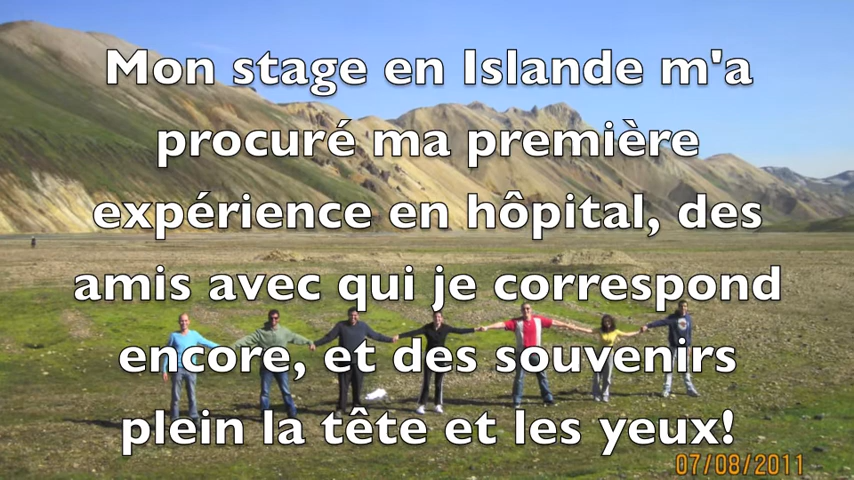 Mon stage en Islande m'a
procuré ma première
expérience en hôpital, des
amis avec qui je correspond
encore, et des souvenirs
plein la tête et les yeux!
07/08/2011